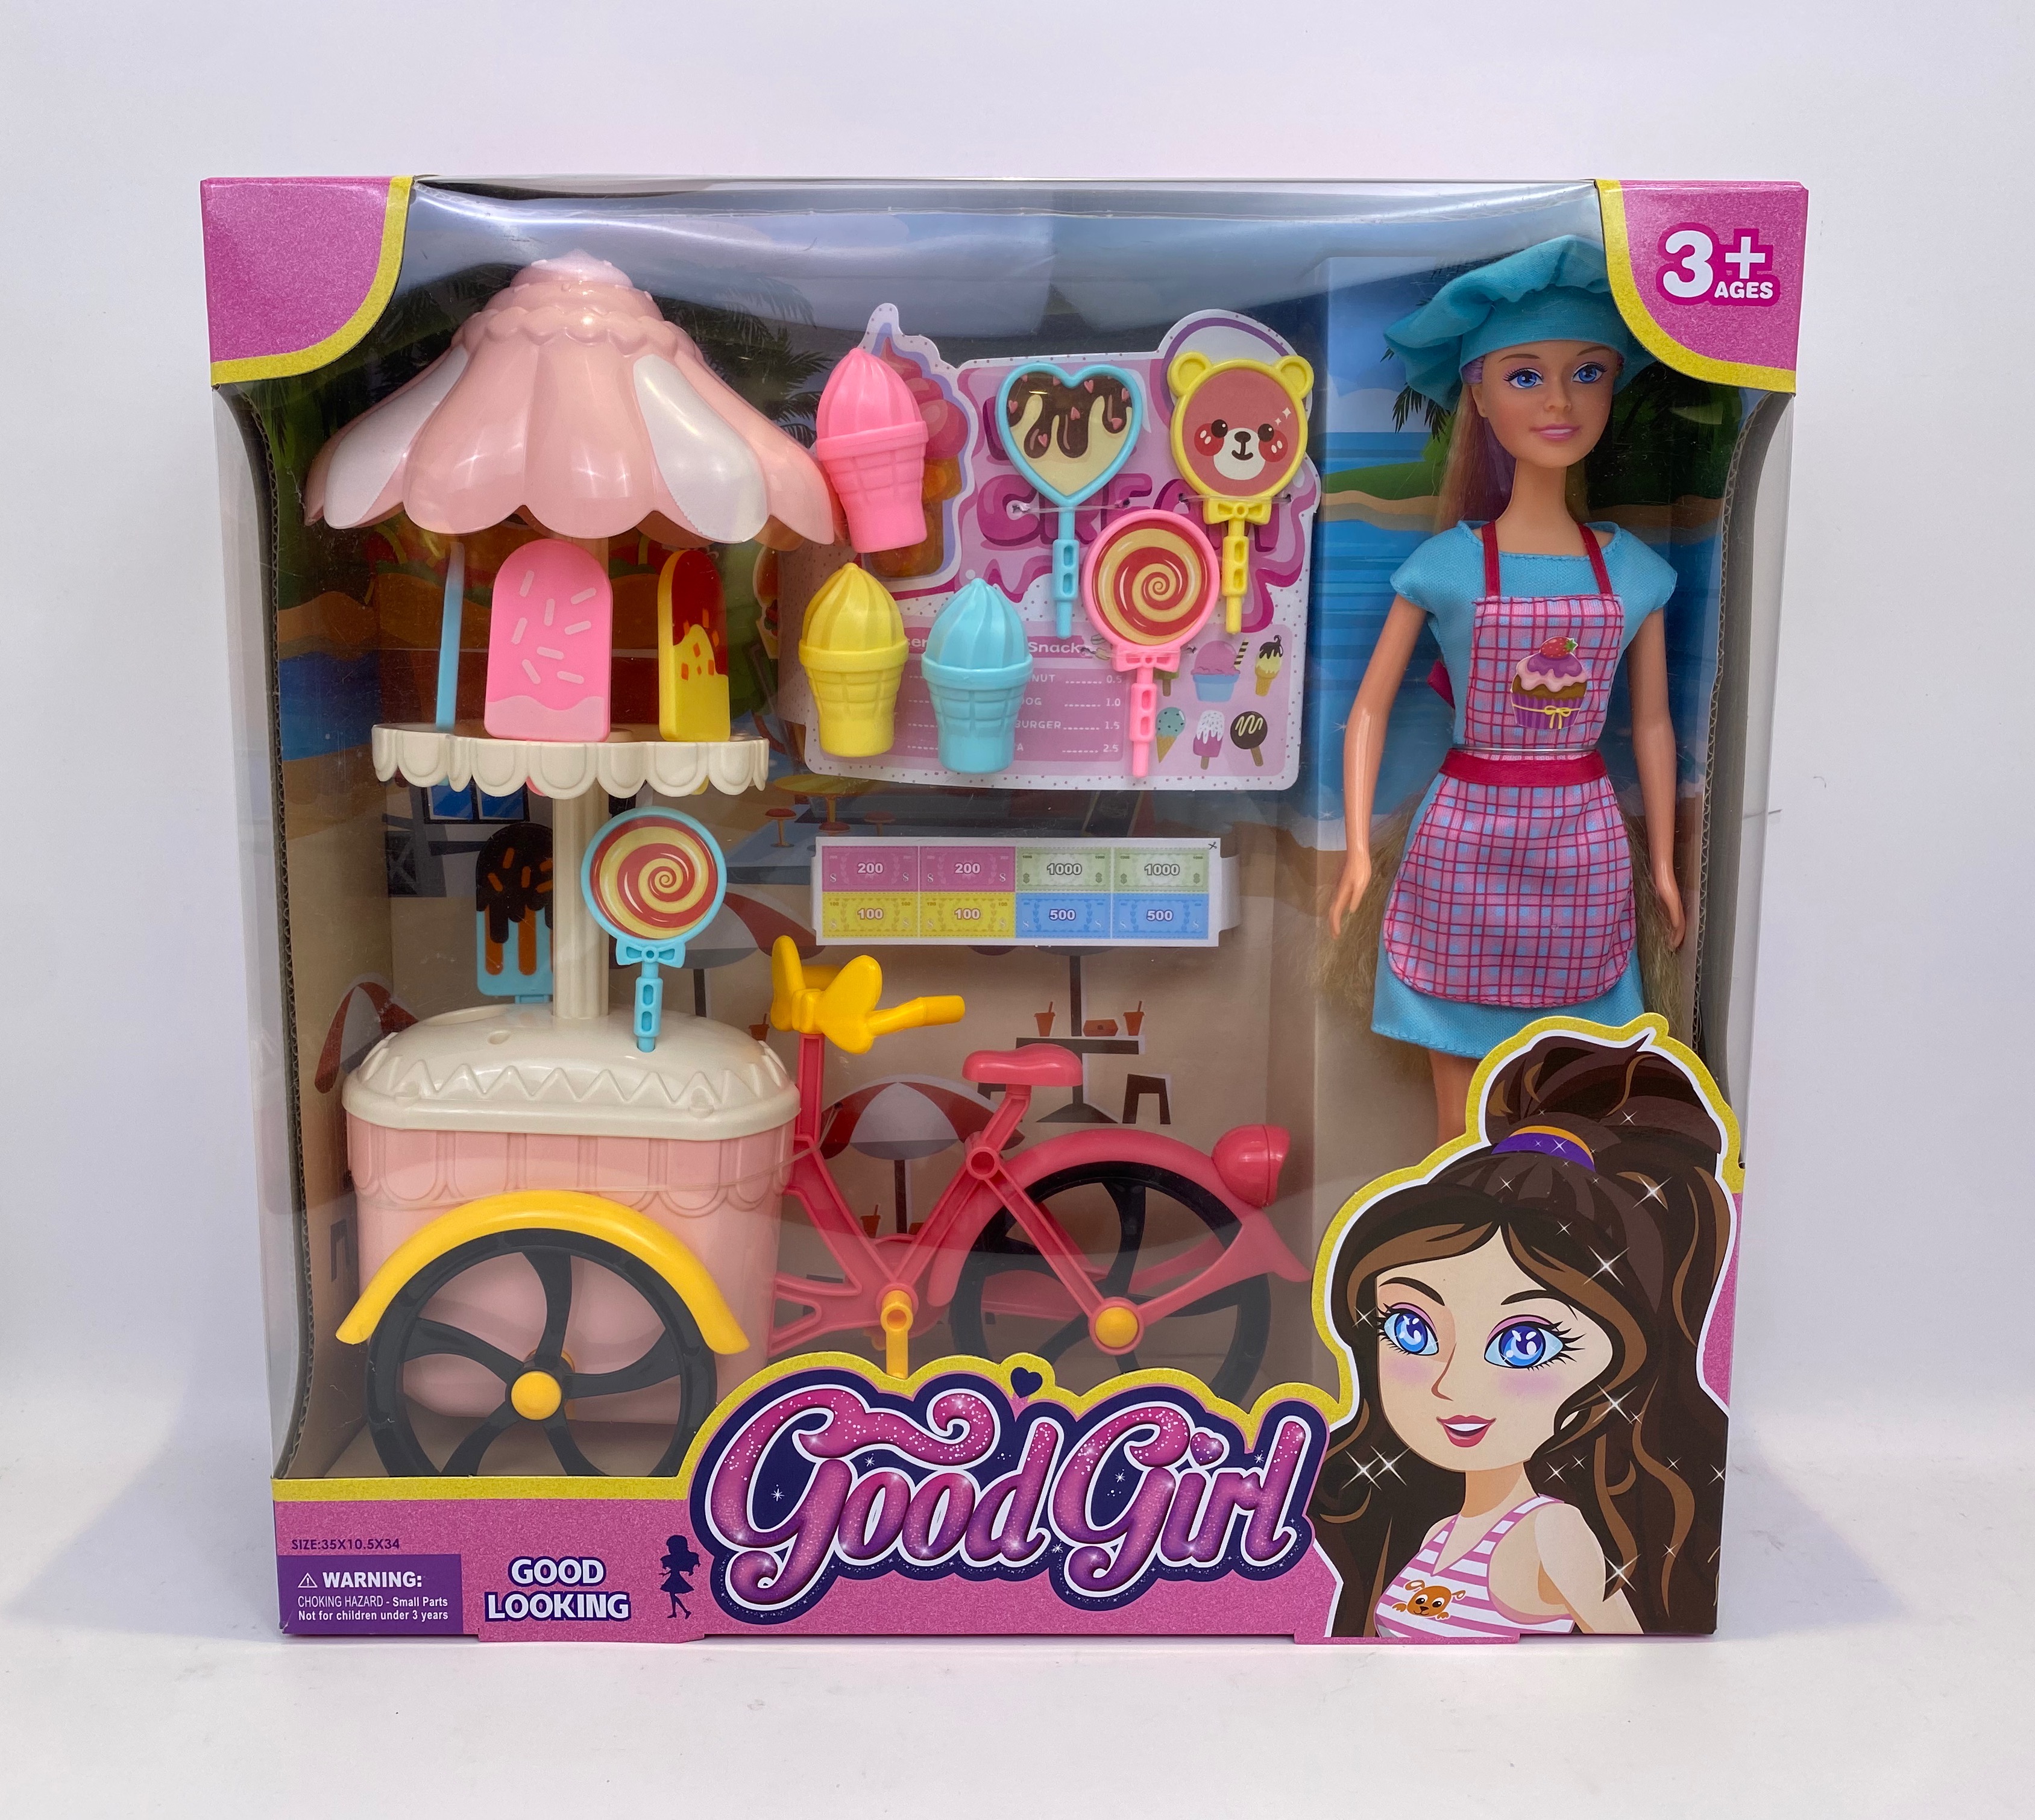 3+
AGES
CREAM
Snack
NUT ........ 0.5
OG ........ 1.0
BURGER ........ 1.5
A ........ 2.5
200 200 1000 1000
100 100 500 500
Good Girl
SIZE:35X10.5X34
⚠ WARNING:
CHOKING HAZARD - Small Parts
Not for children under 3 years
GOOD
LOOKING